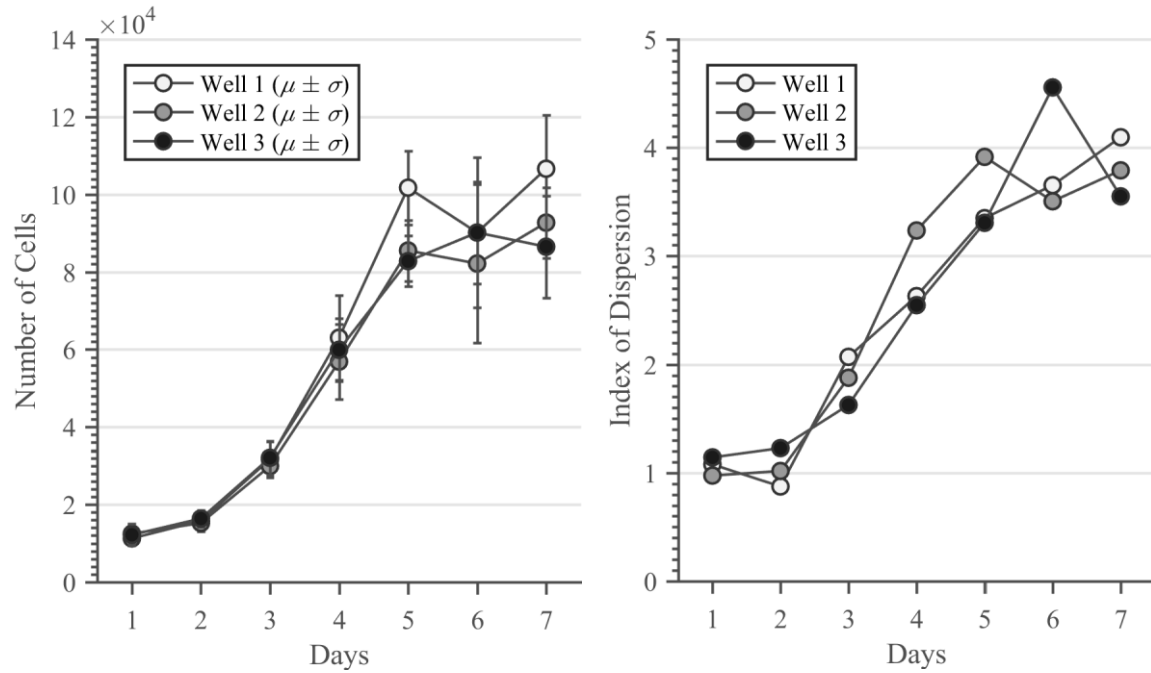 ×10⁴
14
12
10
8
6
4
2
0
Number of Cells
Well 1 (μ ± σ)
Well 2 (μ ± σ)
Well 3 (μ ± σ)
1 2 3 4 5 6 7
Days
5
4
3
2
1
0
Index of Dispersion
Well 1
Well 2
Well 3
1 2 3 4 5 6 7
Days